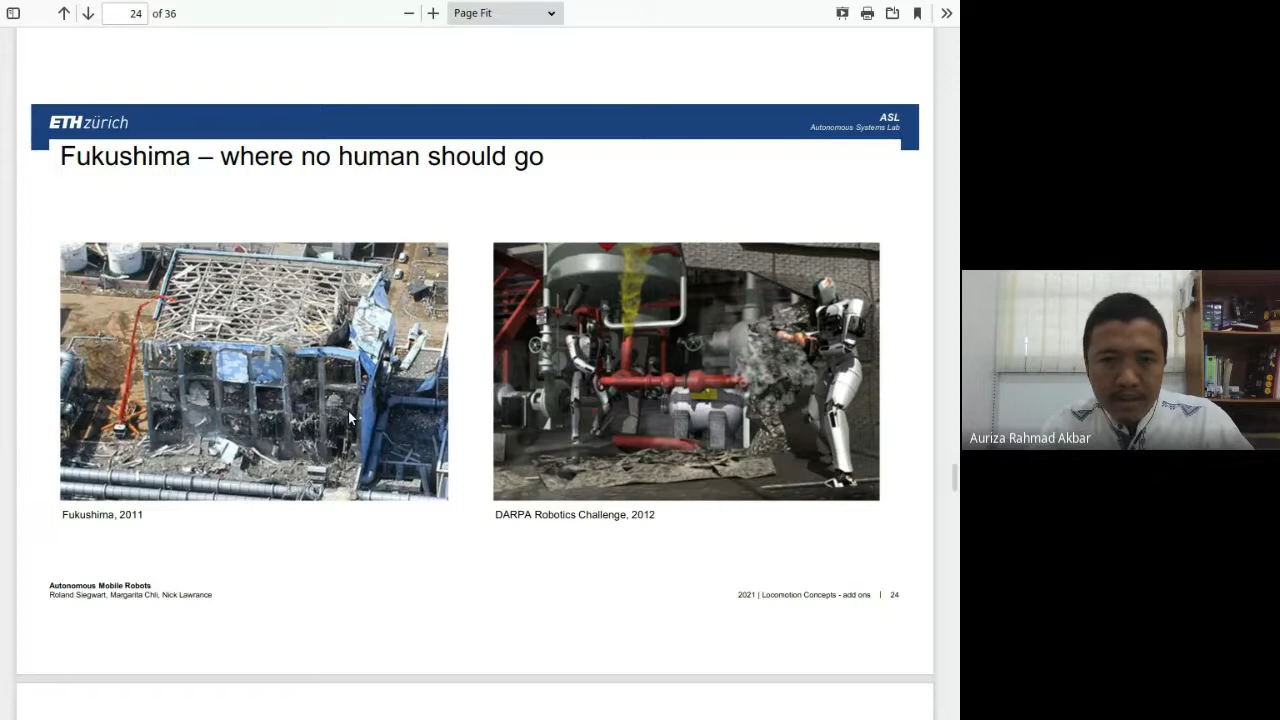 24 of 36
Page Fit
ETH zürich
ASL
Autonomous Systems Lab
Fukushima – where no human should go
Fukushima, 2011
DARPA Robotics Challenge, 2012
Autonomous Mobile Robots
Roland Siegwart, Margarita Chli, Nick Lawrance
2021 | Locomotion Concepts - add ons | 24
Auriza Rahmad Akbar